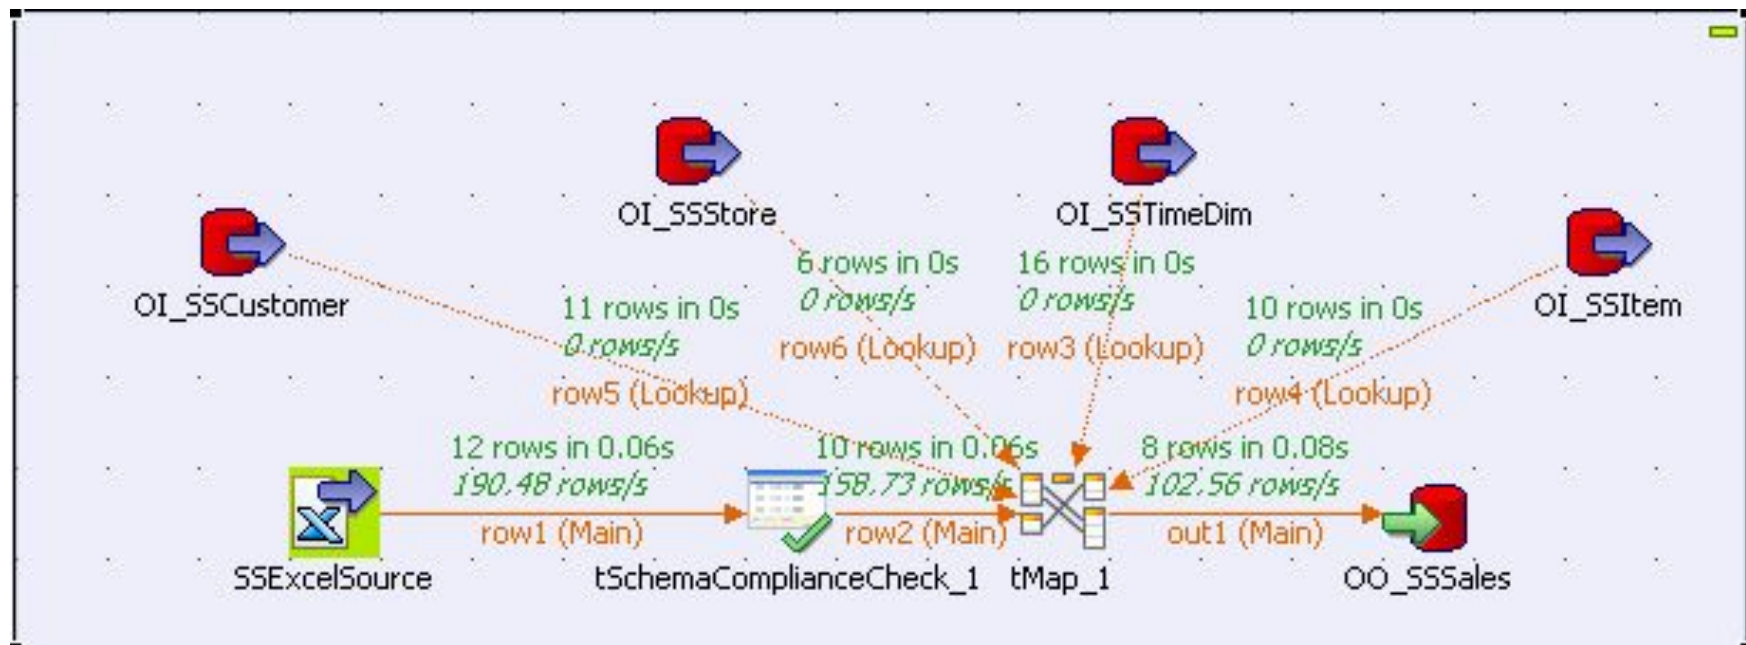 OI_SSStore
OI_SSTimeDim
OI_SSCustomer
OI_SSItem
6 rows in 0s
0 rows/s
row6 (Lookup)
16 rows in 0s
0 rows/s
row3 (Lookup)
11 rows in 0s
0 rows/s
row5 (Lookup)
10 rows in 0s
0 rows/s
row4 (Lookup)
12 rows in 0.06s
190.48 rows/s
row1 (Main)
10 rows in 0.06s
158.73 rows/s
row2 (Main)
8 rows in 0.08s
102.56 rows/s
out1 (Main)
SSExcelSource
tSchemaComplianceCheck_1
tMap_1
OO_SSSales